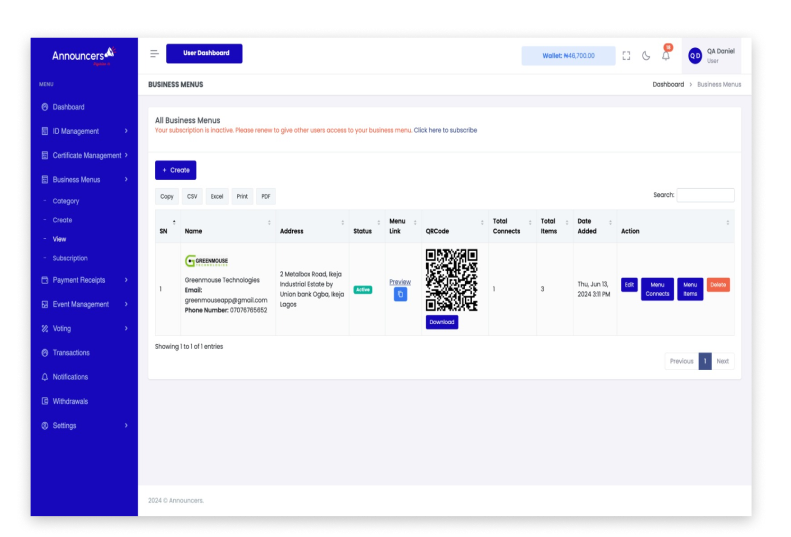 Announcers
User Dashboard
Wallet: ₦46,700.00
QD
QA Daniel
User
MENU
Dashboard
ID Management
Certificate Management
Business Menus
- Category
- Create
- View
- Subscription
Payment Receipts
Event Management
Voting
Transactions
Notifications
Withdrawals
Settings
BUSINESS MENUS
Dashboard > Business Menus
All Business Menus
Your subscription is inactive. Please renew to give other users access to your business menu. Click here to subscribe
+ Create
Copy CSV Excel Print PDF
Search:
SN Name Address Status Menu Link QRCode Total Connects Total Items Date Added Action
1
GREENMOUSE
TECHNOLOGIES
Greenmouse Technologies
Email:
greenmouseapp@gmail.com
Phone Number: 07076765652
2 Metalbox Road, Ikeja
Industrial Estate by
Union bank Ogba, Ikeja
Lagos
Active
Preview
Download
1
3
Thu, Jun 13,
2024 3:11 PM
Edit
Menu Connects
Menu Items
Delete
Showing 1 to 1 of 1 entries
Previous 1 Next
2024 © Announcers.